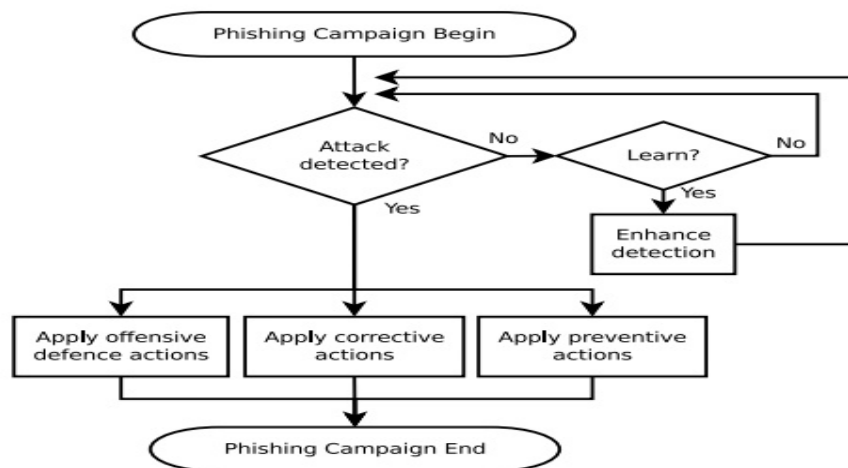 Phishing Campaign Begin
Attack
detected?
No
Learn?
No
Yes
Yes
Enhance
detection
Apply offensive
defence actions
Apply corrective
actions
Apply preventive
actions
Phishing Campaign End